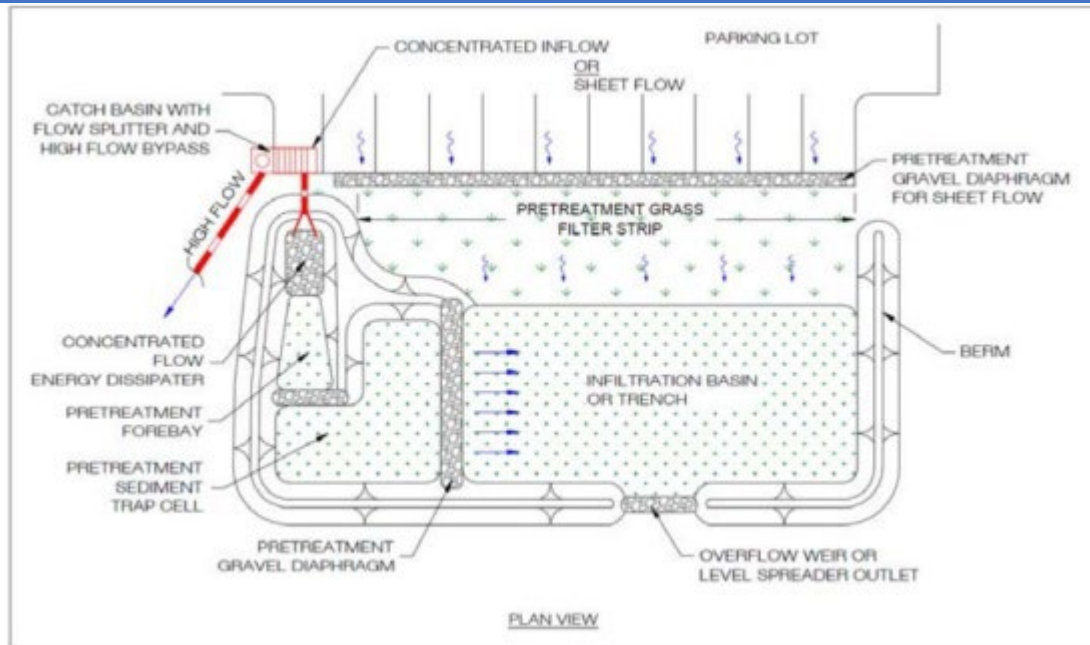 PARKING LOT
CONCENTRATED INFLOW
OR
SHEET FLOW
CATCH BASIN WITH
FLOW SPLITTER AND
HIGH FLOW BYPASS
PRETREATMENT
GRAVEL DIAPHRAGM
FOR SHEET FLOW
HIGH FLOW
PRETREATMENT GRASS
FILTER STRIP
CONCENTRATED
FLOW
ENERGY DISSIPATER
BERM
INFILTRATION BASIN
OR TRENCH
PRETREATMENT
FOREBAY
PRETREATMENT
SEDIMENT
TRAP CELL
PRETREATMENT
GRAVEL DIAPHRAGM
OVERFLOW WEIR OR
LEVEL SPREADER OUTLET
PLAN VIEW